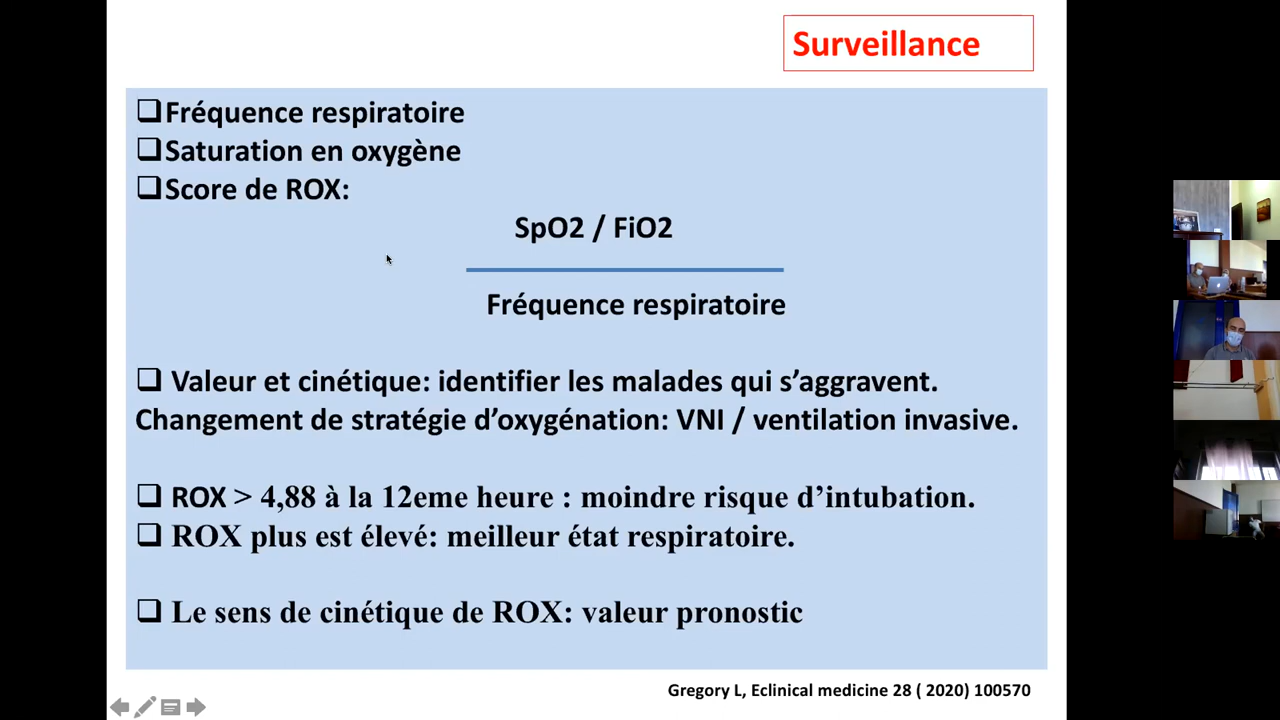 Surveillance
❑Fréquence respiratoire
❑Saturation en oxygène
❑Score de ROX:
SpO2 / FiO2
Fréquence respiratoire
❑ Valeur et cinétique: identifier les malades qui s’aggravent.
Changement de stratégie d’oxygénation: VNI / ventilation invasive.
❑ ROX > 4,88 à la 12eme heure : moindre risque d’intubation.
❑ ROX plus est élevé: meilleur état respiratoire.
❑ Le sens de cinétique de ROX: valeur pronostic
Gregory L, Eclinical medicine 28 ( 2020) 100570